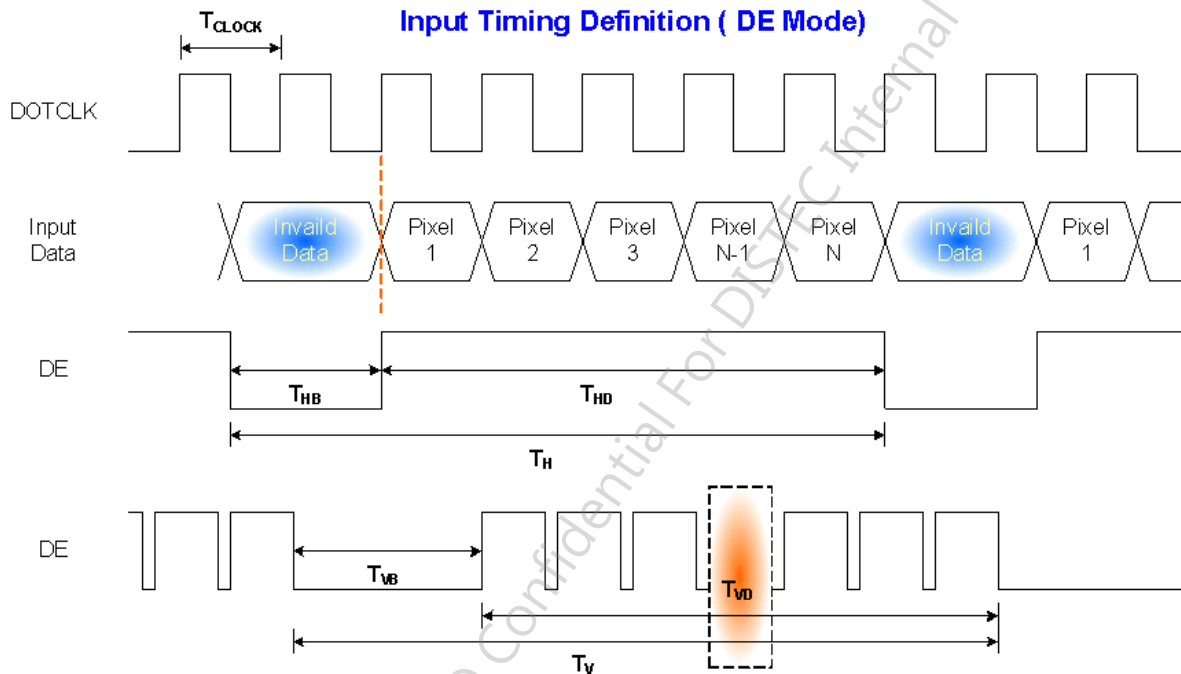 Input Timing Definition ( DE Mode)
TCLOCK
DOTCLK
Input
Data
Invaild
Data
Pixel
1
Pixel
2
Pixel
3
Pixel
N-1
Pixel
N
Invaild
Data
Pixel
1
DE
THB
THD
TH
DE
TVB
TVD
TV
Confidential For DISTEC Internal